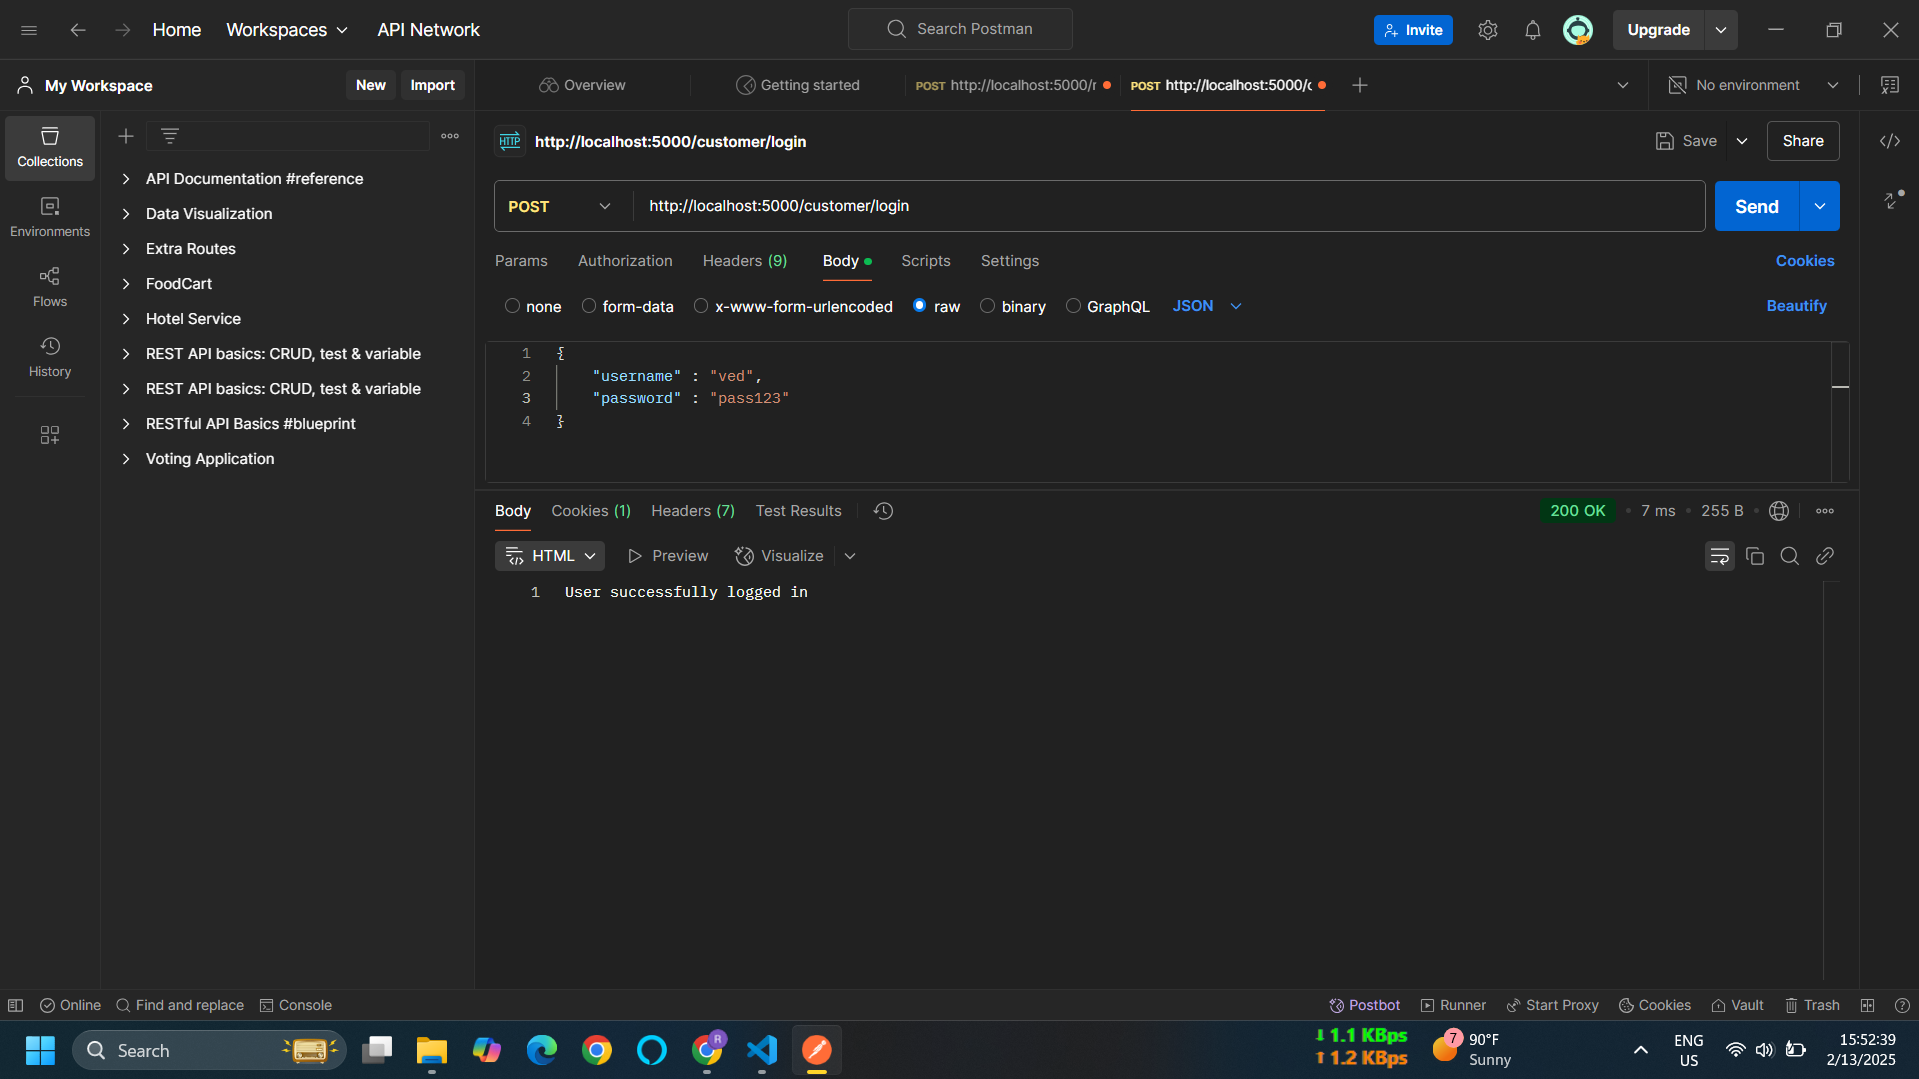 Home
Workspaces
API Network
Search Postman
Invite
Upgrade
My Workspace
New
Import
Overview
Getting started
POST http://localhost:5000/r
POST http://localhost:5000/c
No environment
Collections
Environments
Flows
History
API Documentation #reference
Data Visualization
Extra Routes
FoodCart
Hotel Service
REST API basics: CRUD, test & variable
REST API basics: CRUD, test & variable
RESTful API Basics #blueprint
Voting Application
HTTP http://localhost:5000/customer/login
Save
Share
POST
http://localhost:5000/customer/login
Send
Params Authorization Headers (9) Body Scripts Settings
Cookies
none form-data x-www-form-urlencoded raw binary GraphQL JSON
Beautify
1 {
2 "username" : "ved",
3 "password" : "pass123"
4 }
Body Cookies (1) Headers (7) Test Results
200 OK • 7 ms • 255 B
HTML Preview Visualize
1 User successfully logged in
Online Find and replace Console
Postbot Runner Start Proxy Cookies Vault Trash
Search
R
1.1 KBps
1.2 KBps
7
90°F
Sunny
ENG
US
15:52:39
2/13/2025